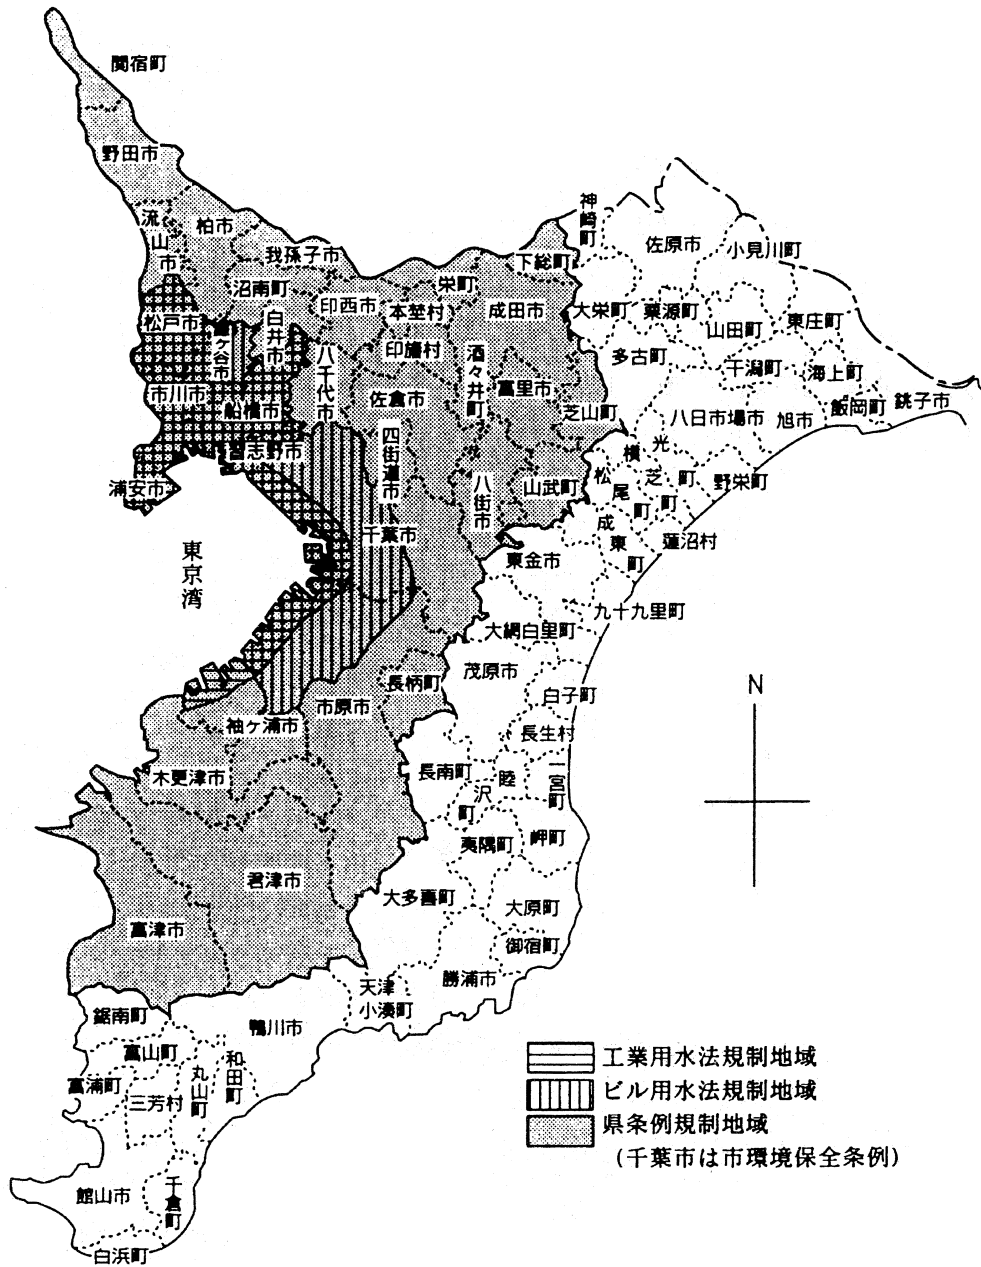 関宿町
野田市
流山市
柏市
我孫子市
沼南町
印西市
本埜村
栄町
下総町
神崎町
佐原市
小見川町
成田市
大栄町
栗源町
山田町
東庄町
松戸市
鎌ヶ谷市
白井市
印旛村
八千代市
酒々井町
多古町
干潟町
海上町
市川市
船橋市
佐倉市
富里市
芝山町
八日市場市
旭市
飯岡町
銚子市
習志野市
四街道市
八街市
山武町
横芝町
光町
松尾町
野栄町
浦安市
千葉市
成東町
蓮沼村
東京湾
東金市
九十九里町
大網白里町
茂原市
長柄町
白子町
市原市
袖ヶ浦市
長生村
木更津市
長南町
睦沢町
一宮町
夷隅町
岬町
君津市
大多喜町
大原町
富津市
御宿町
勝浦市
天津
小湊町
鋸南町
鴨川市
富山町
富浦町
三芳村
丸山町
和田町
館山市
千倉町
白浜町
N
工業用水法規制地域
ビル用水法規制地域
県条例規制地域
(千葉市は市環境保全条例)